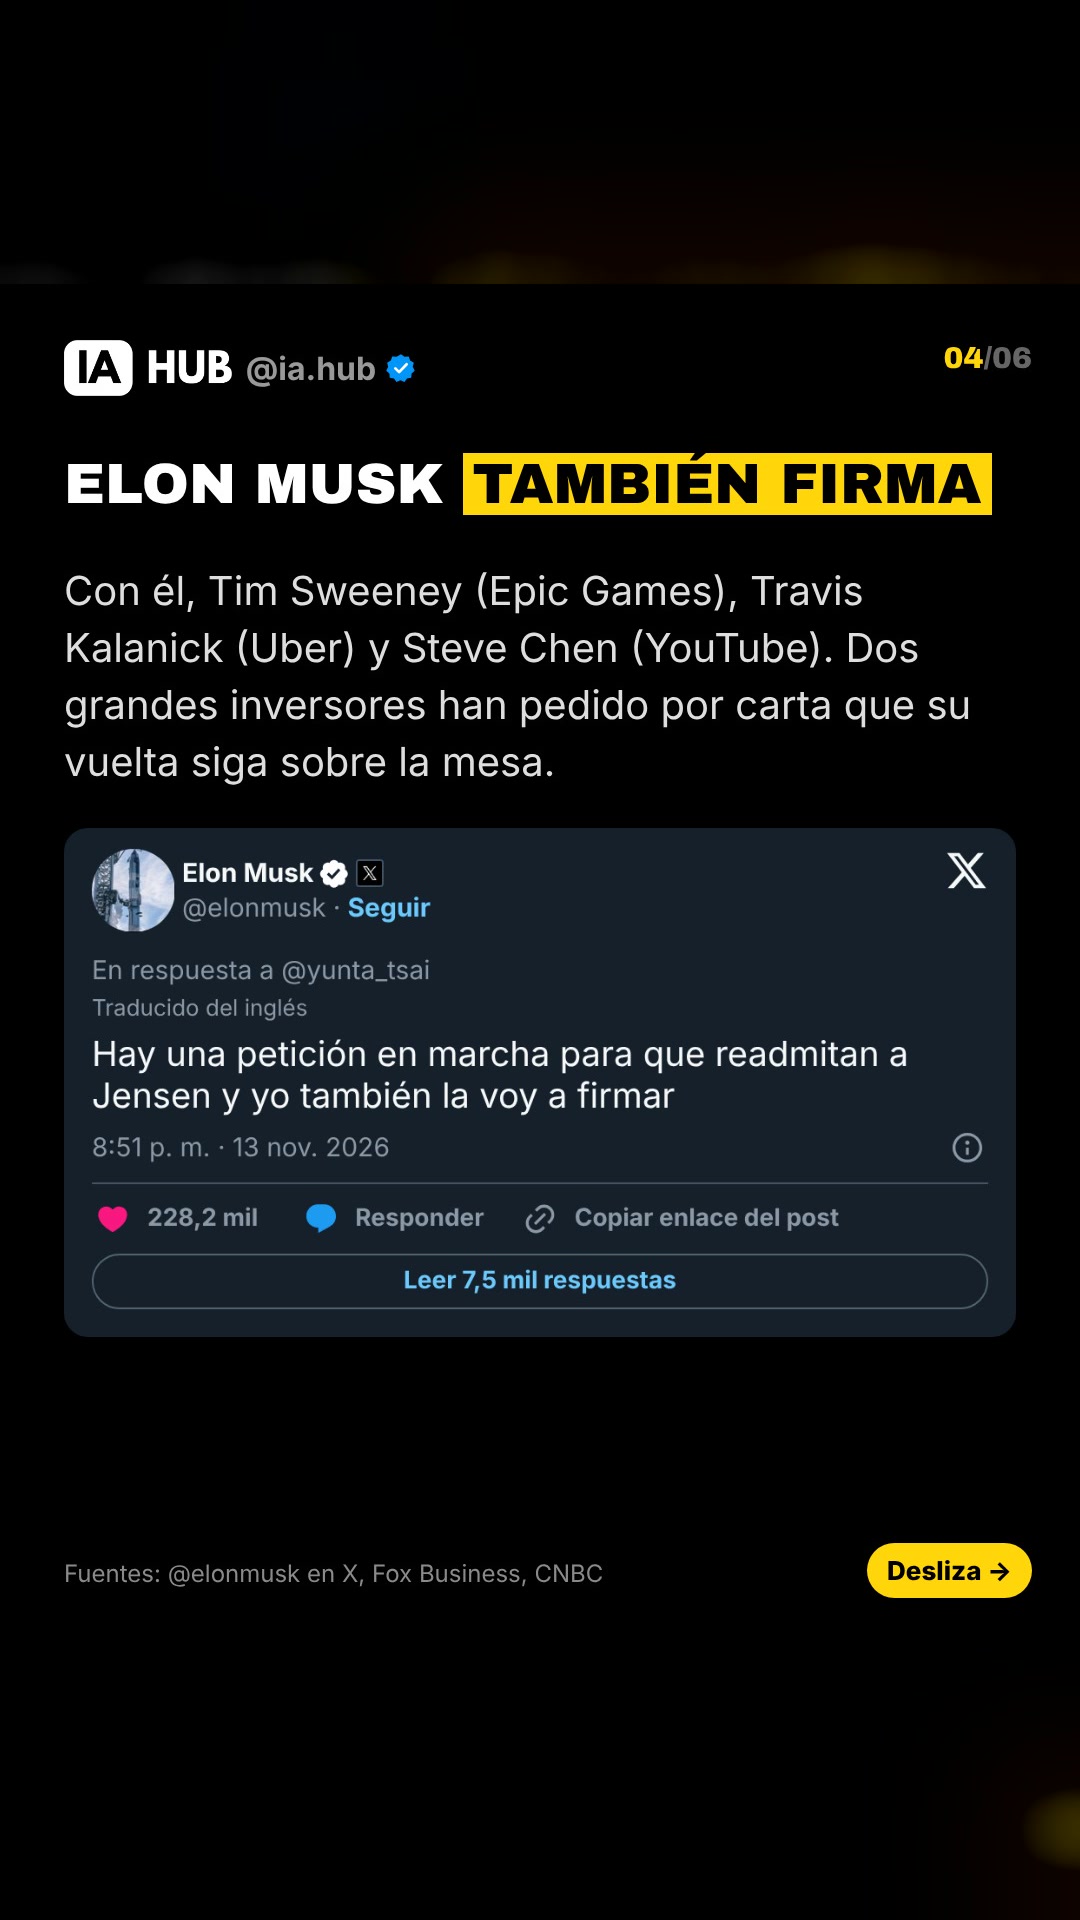 IA HUB @ia.hub
04/06
ELON MUSK TAMBIÉN FIRMA
Con él, Tim Sweeney (Epic Games), Travis
Kalanick (Uber) y Steve Chen (YouTube). Dos
grandes inversores han pedido por carta que su
vuelta siga sobre la mesa.
Elon Musk
@elonmusk · Seguir
En respuesta a @yunta_tsai
Traducido del inglés
Hay una petición en marcha para que readmitan a
Jensen y yo también la voy a firmar
8:51 p. m. · 13 nov. 2026
228,2 mil Responder Copiar enlace del post
Leer 7,5 mil respuestas
Fuentes: @elonmusk en X, Fox Business, CNBC
Desliza →